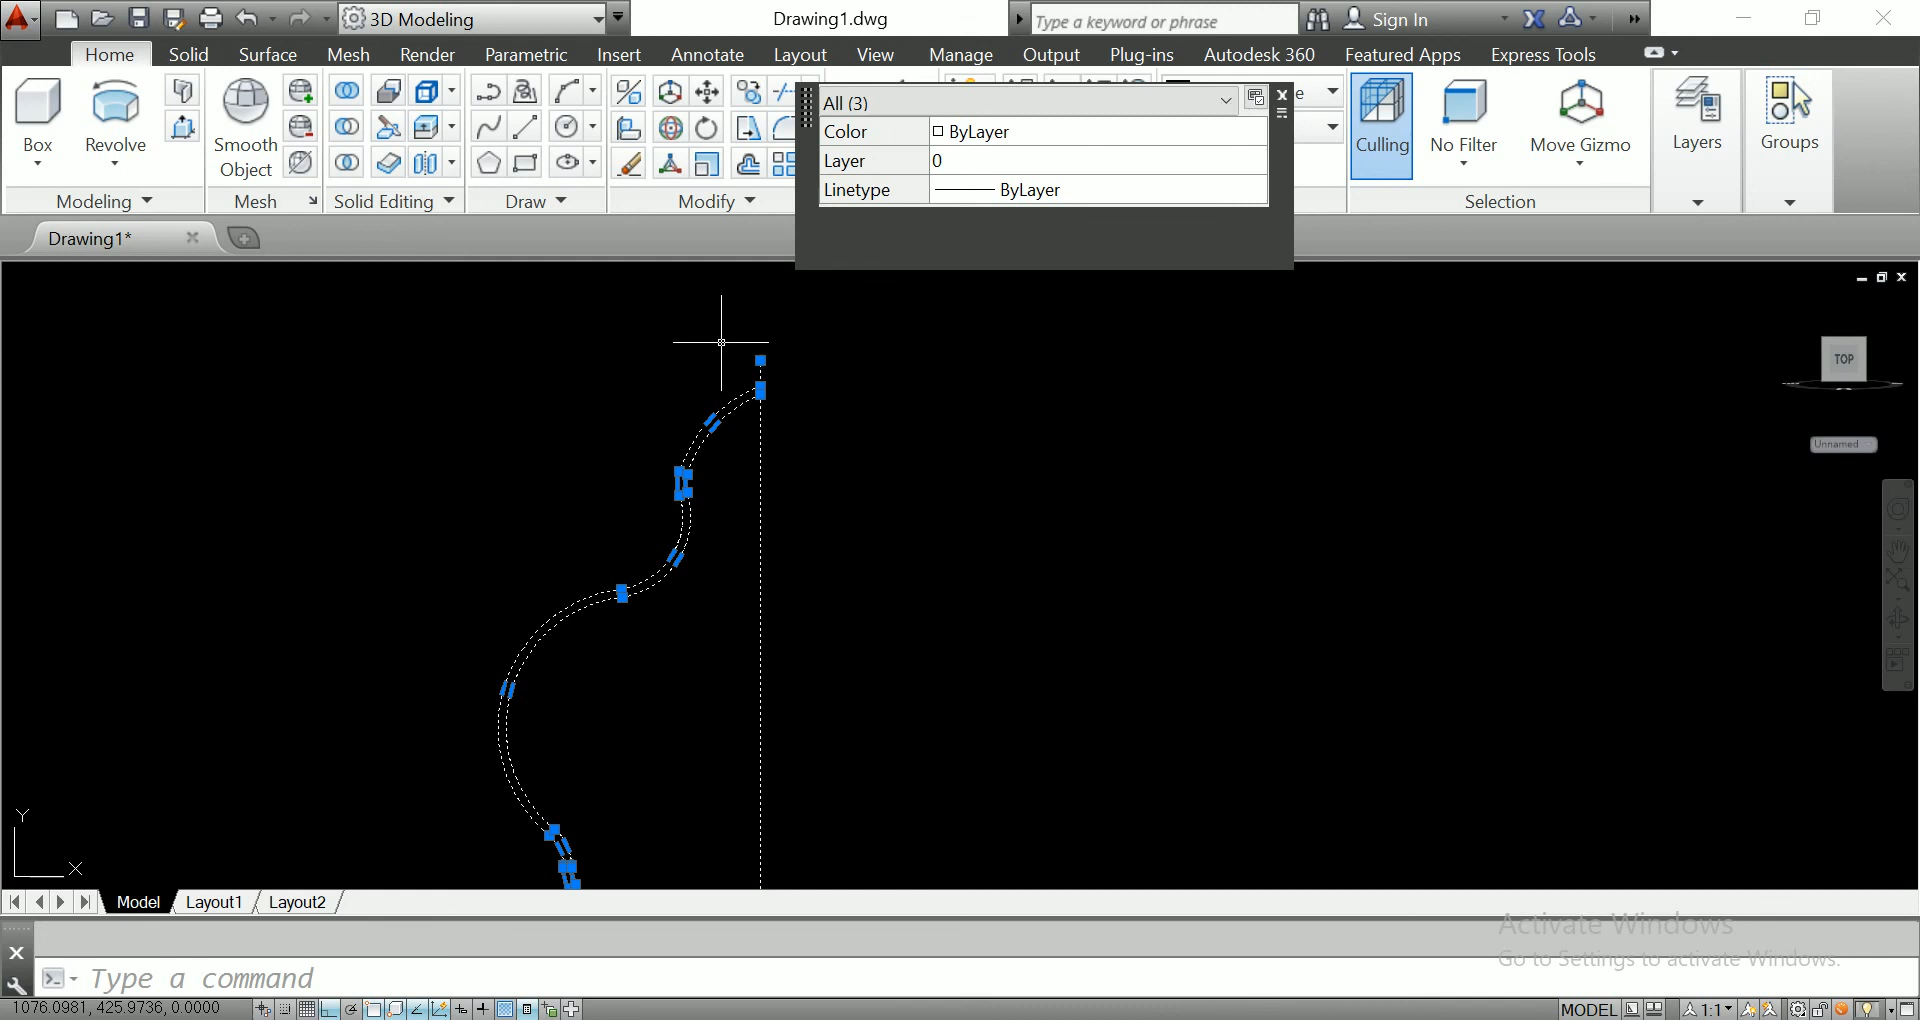 3D Modeling
Drawing1.dwg
Type a keyword or phrase
Sign In
Home Solid Surface Mesh Render Parametric Insert Annotate Layout View Manage Output Plug-ins Autodesk 360 Featured Apps Express Tools
Box
Revolve
Smooth
Object
Modeling
Mesh
Solid Editing
Draw
Modify
All (3)
Color ByLayer
Layer 0
Linetype ByLayer
e
Culling
No Filter
Move Gizmo
Selection
Layers
Groups
Drawing1*
TOP
Unnamed
Y
X
Model Layout1 Layout2
Activate Windows
Go to Settings to activate Windows.
Type a command
1076.0981, 425.9736, 0.0000
MODEL
1:1